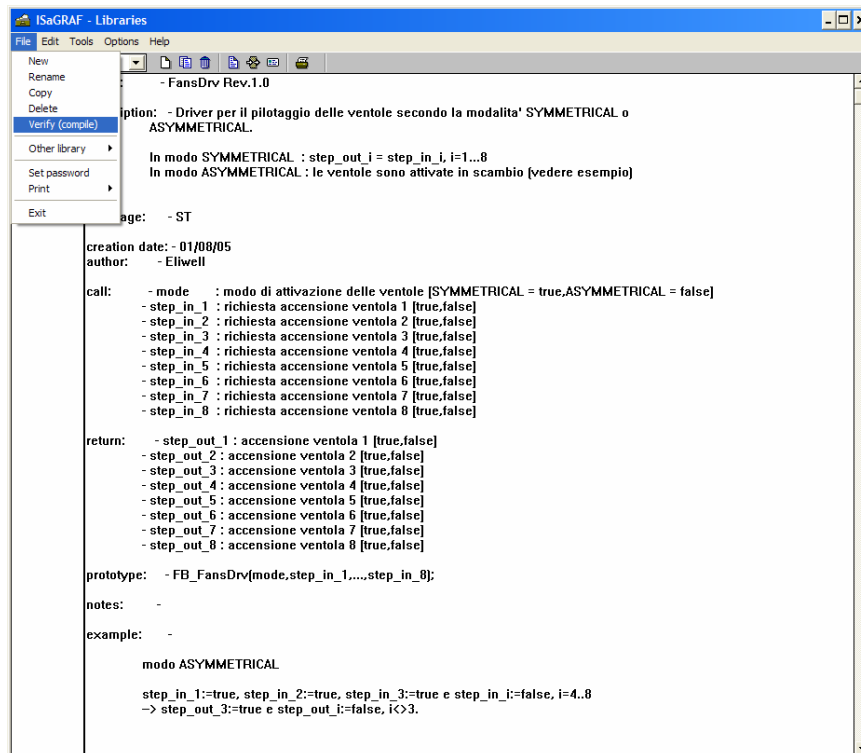 ISaGRAF - Libraries
File Edit Tools Options Help
New
Rename
Copy
Delete
Verify (compile)
Other library
Set password
Print
Exit
- FansDrv Rev.1.0
iption: - Driver per il pilotaggio delle ventole secondo la modalita' SYMMETRICAL o
ASYMMETRICAL.
In modo SYMMETRICAL : step_out_i = step_in_i, i=1...8
In modo ASYMMETRICAL : le ventole sono attivate in scambio (vedere esempio)
age: - ST
creation date: - 01/08/05
author: - Eliwell
call: - mode : modo di attivazione delle ventole [SYMMETRICAL = true,ASYMMETRICAL = false]
- step_in_1 : richiesta accensione ventola 1 [true,false]
- step_in_2 : richiesta accensione ventola 2 [true,false]
- step_in_3 : richiesta accensione ventola 3 [true,false]
- step_in_4 : richiesta accensione ventola 4 [true,false]
- step_in_5 : richiesta accensione ventola 5 [true,false]
- step_in_6 : richiesta accensione ventola 6 [true,false]
- step_in_7 : richiesta accensione ventola 7 [true,false]
- step_in_8 : richiesta accensione ventola 8 [true,false]
return: - step_out_1 : accensione ventola 1 [true,false]
- step_out_2 : accensione ventola 2 [true,false]
- step_out_3 : accensione ventola 3 [true,false]
- step_out_4 : accensione ventola 4 [true,false]
- step_out_5 : accensione ventola 5 [true,false]
- step_out_6 : accensione ventola 6 [true,false]
- step_out_7 : accensione ventola 7 [true,false]
- step_out_8 : accensione ventola 8 [true,false]
prototype: - FB_FansDrv(mode,step_in_1,...,step_in_8);
notes: -
example: -
modo ASYMMETRICAL
step_in_1:=true, step_in_2:=true, step_in_3:=true e step_in_i:=false, i=4..8
-> step_out_3:=true e step_out_i:=false, i<>3.